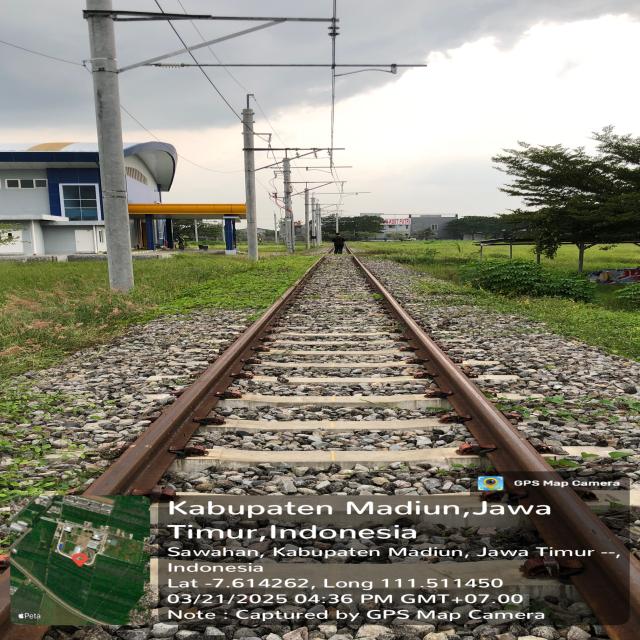 GPS Map Camera
Kabupaten Madiun,Jawa
Timur,Indonesia
Sawahan, Kabupaten Madiun, Jawa Timur --,
Indonesia
Lat -7.614262, Long 111.511450
03/21/2025 04:36 PM GMT+07:00
Note : Captured by GPS Map Camera
Peta